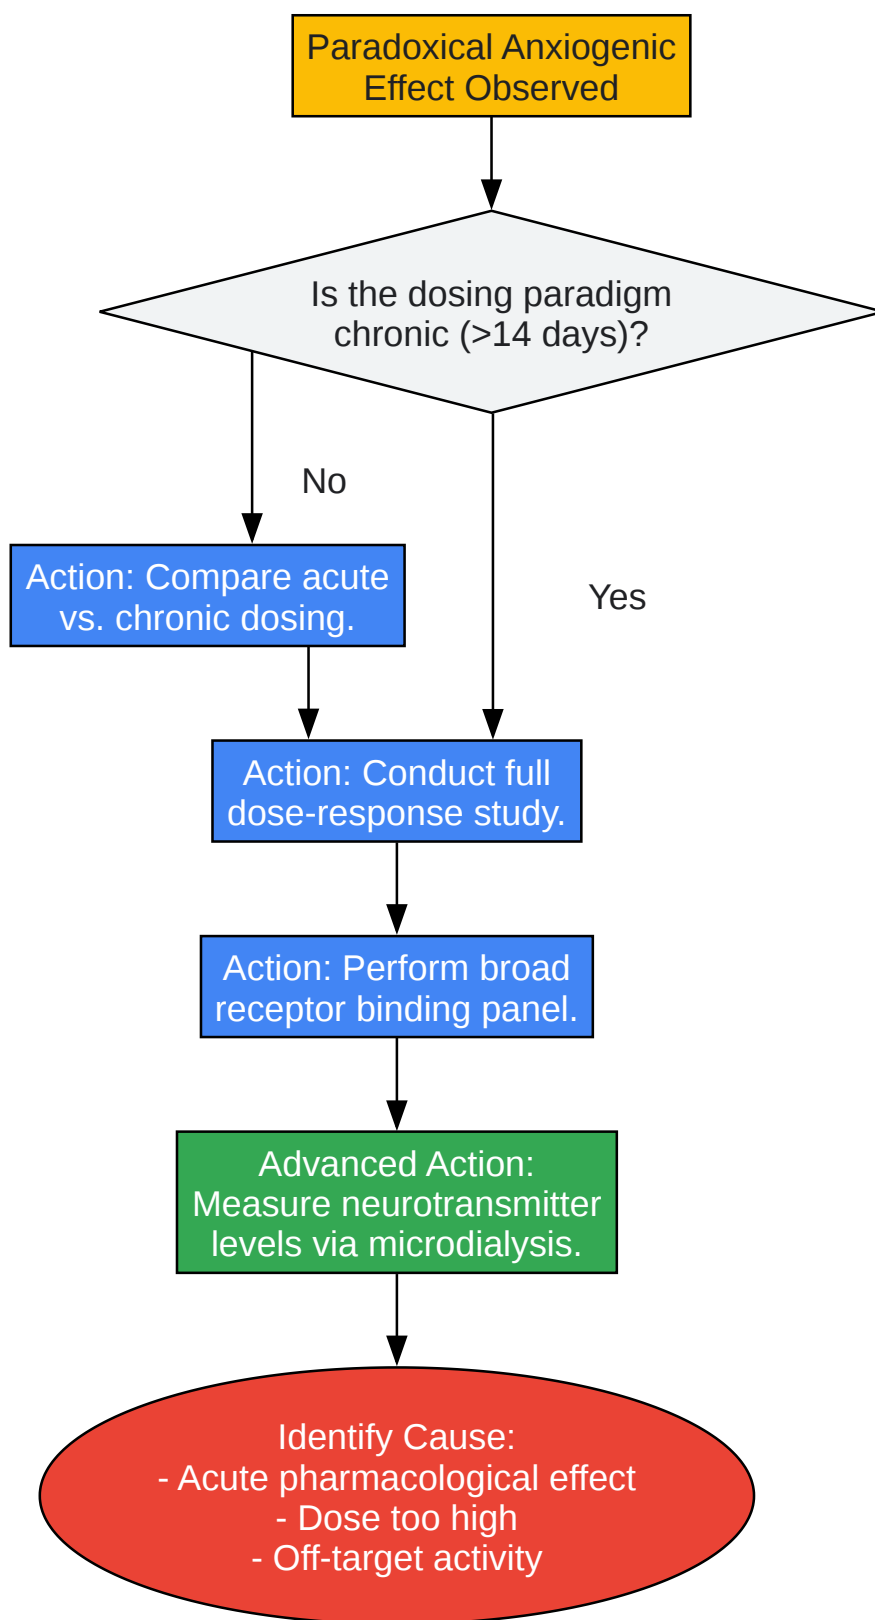 Paradoxical Anxiogenic
Effect Observed
Is the dosing paradigm
chronic (>14 days)?
No
Action: Compare acute
vs. chronic dosing.
Yes
Action: Conduct full
dose-response study.
Action: Perform broad
receptor binding panel.
Advanced Action:
Measure neurotransmitter
levels via microdialysis.
Identify Cause:
- Acute pharmacological effect
- Dose too high
- Off-target activity